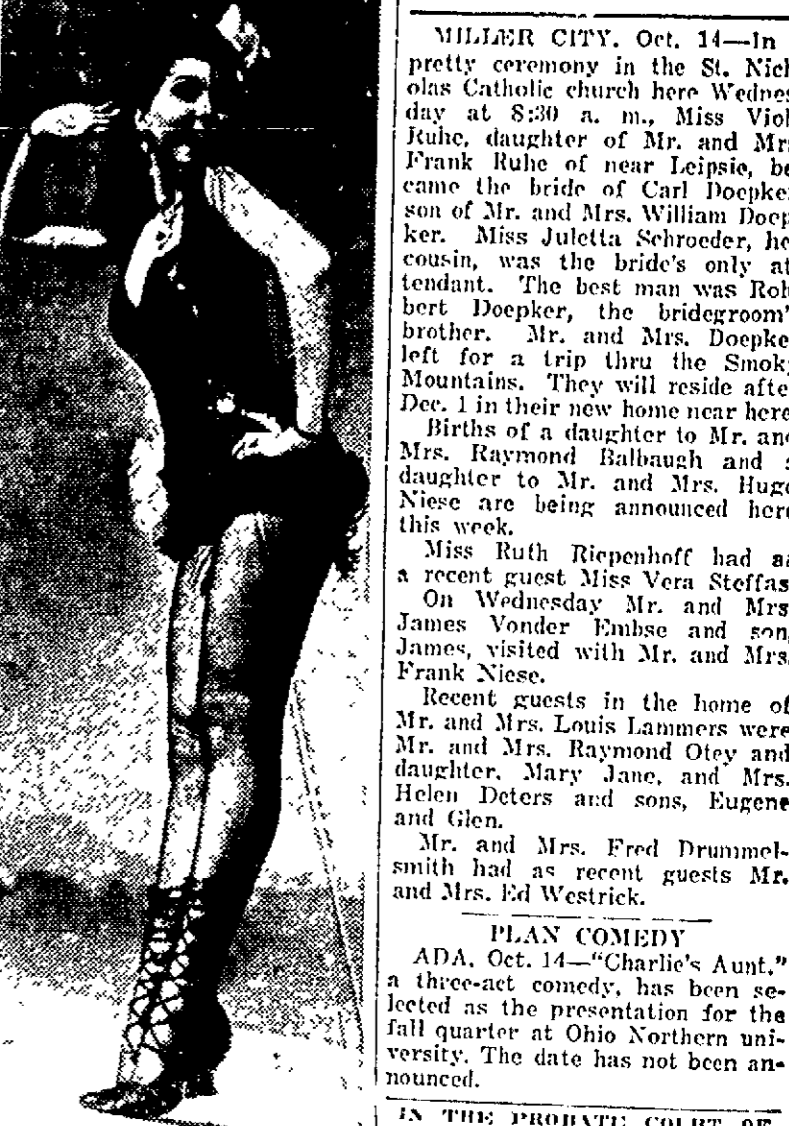 MILLER CITY. Oct. 14—In
pretty ceremony in the St. Nich
olas Catholic church here Wednes
day at 8:30 a. m., Miss Viol
Ruhe, daughter of Mr. and Mrs
Frank Ruhe of near Leipsic, be
came the bride of Carl Doepke
son of Mr. and Mrs. William Doep
ker. Miss Juletta Schroeder, he
cousin, was the bride's only at
tendant. The best man was Rob
bert Doepker, the bridegroom'
brother. Mr. and Mrs. Doepke
left for a trip thru the Smok
Mountains. They will reside afte
Dec. 1 in their new home near here
Births of a daughter to Mr. and
Mrs. Raymond Balbaugh and a
daughter to Mr. and Mrs. Hugo
Niese are being announced here
this week.
Miss Ruth Riepenhoff had as
a recent guest Miss Vera Steffas
On Wednesday Mr. and Mrs
James Vonder Embse and son,
James, visited with Mr. and Mrs.
Frank Niese.
Recent guests in the home of
Mr. and Mrs. Louis Lammers were
Mr. and Mrs. Raymond Otey and
daughter, Mary Jane, and Mrs.
Helen Deters and sons, Eugene
and Glen.
Mr. and Mrs. Fred Drummel-
smith had as recent guests Mr.
and Mrs. Ed Westrick.
PLAN COMEDY
ADA, Oct. 14—"Charlie's Aunt,"
a three-act comedy, has been se-
lected as the presentation for the
fall quarter at Ohio Northern uni-
versity. The date has not been an-
nounced.
IN THE PROBATE COURT OF